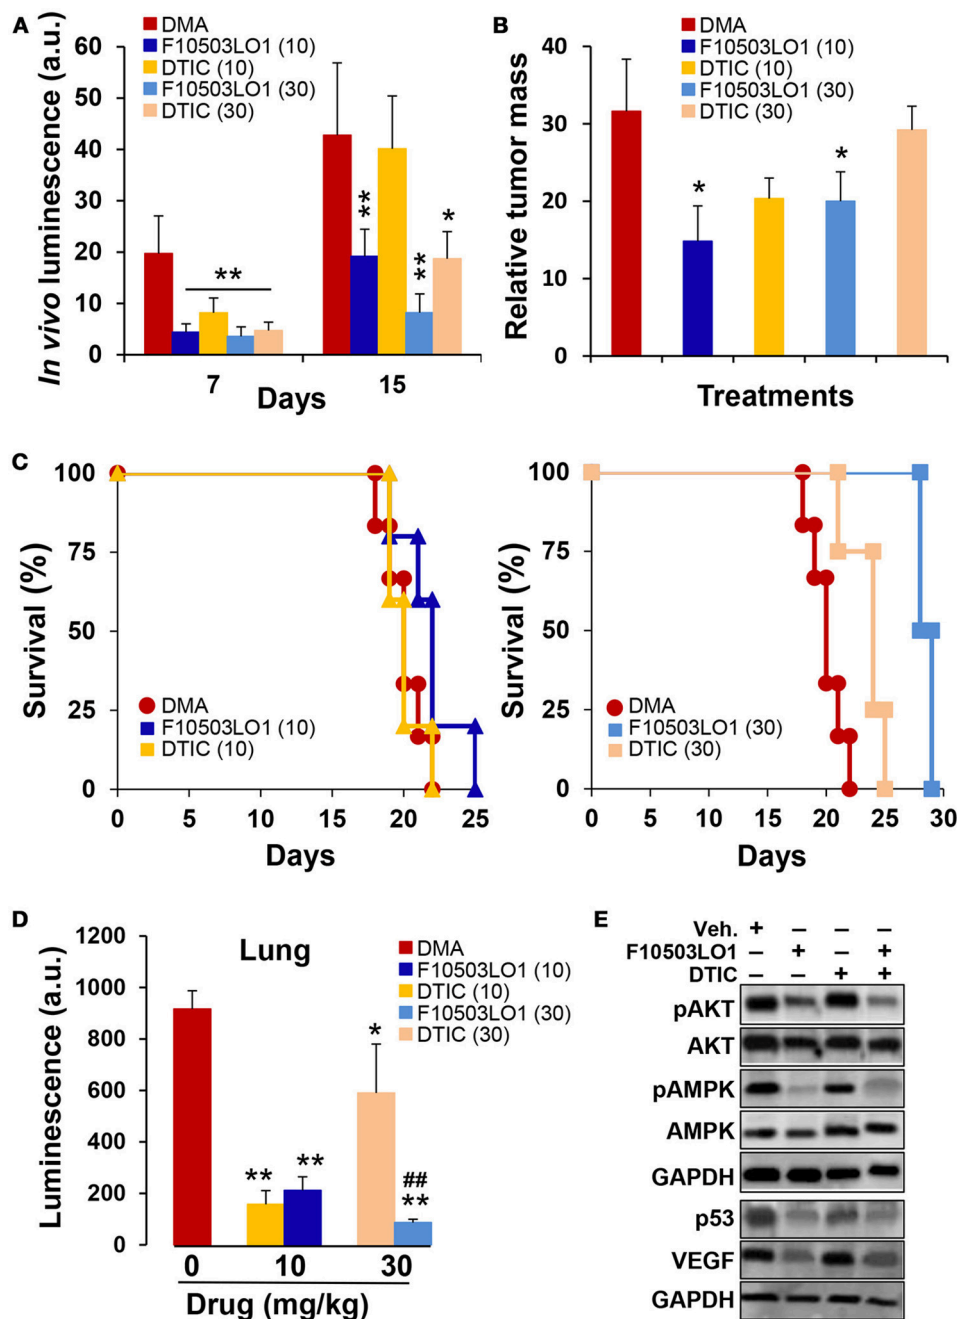 A
DMA
F10503LO1 (10)
DTIC (10)
F10503LO1 (30)
DTIC (30)
In vivo luminescence (a.u.)
60
50
40
30
20
10
0
**
**
**
*
7
15
Days
B
DMA
F10503LO1 (10)
DTIC (10)
F10503LO1 (30)
DTIC (30)
Relative tumor mass
40
30
20
10
0
*
*
Treatments
C
Survival (%)
100
75
50
25
0
DMA
F10503LO1 (10)
DTIC (10)
0 5 10 15 20 25
Days
Survival (%)
100
75
50
25
0
DMA
F10503LO1 (30)
DTIC (30)
0 5 10 15 20 25 30
Days
D
Lung
DMA
F10503LO1 (10)
DTIC (10)
F10503LO1 (30)
DTIC (30)
Luminescence (a.u.)
1200
1000
800
600
400
200
0
**
**
*
##
**
0 10 30
Drug (mg/kg)
E
Veh. + – – –
F10503LO1 – + – +
DTIC – – + +
pAKT
AKT
pAMPK
AMPK
GAPDH
p53
VEGF
GAPDH